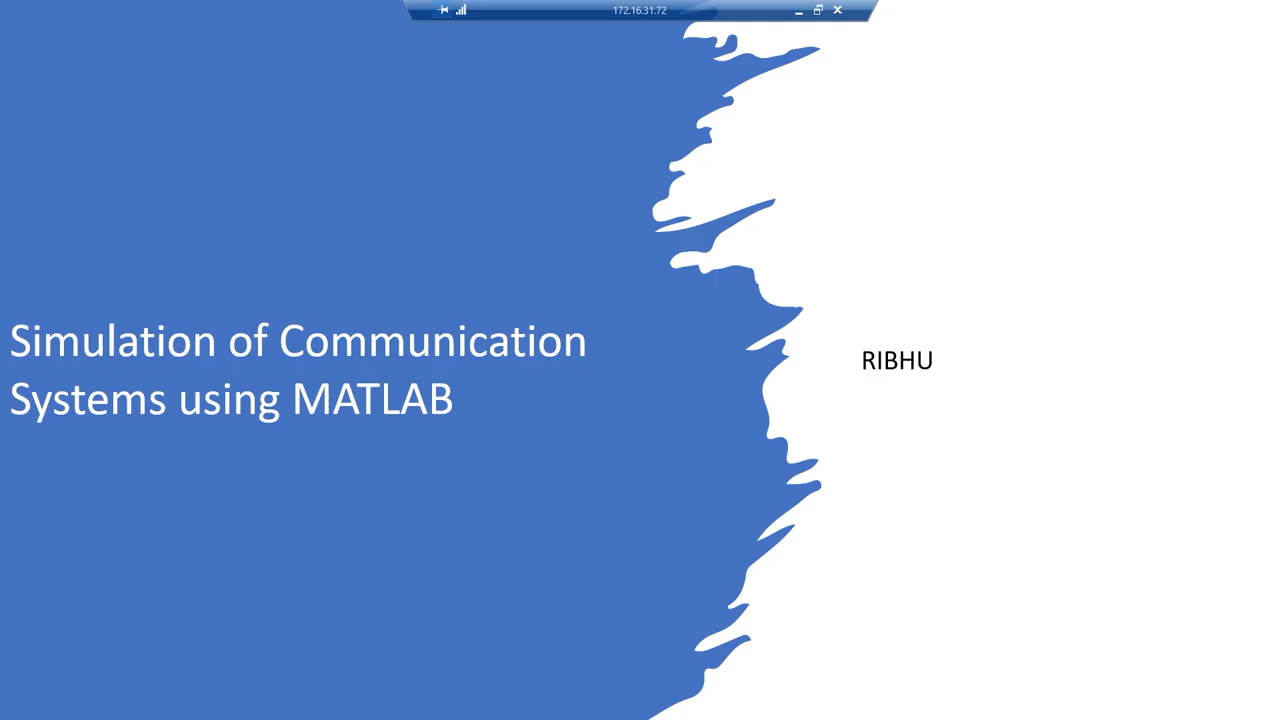 172.16.31.72
Simulation of Communication
Systems using MATLAB
RIBHU